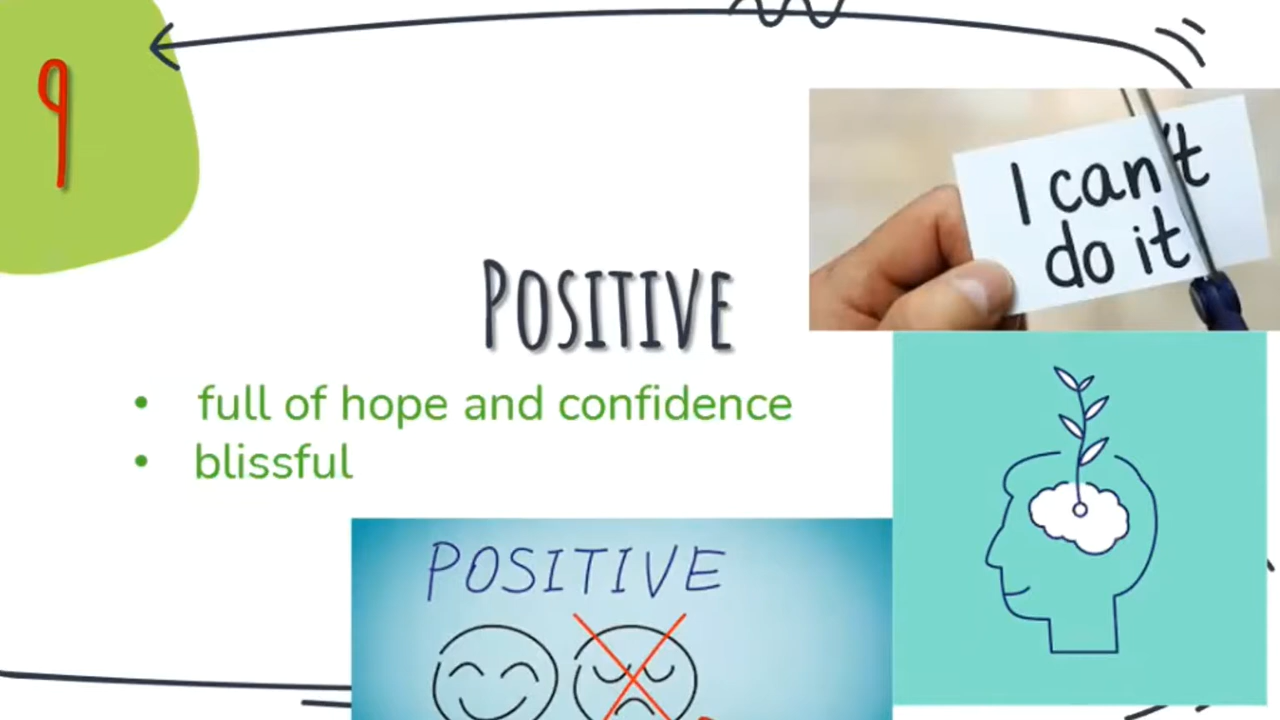 9
I can't
do it
POSITIVE
• full of hope and confidence
• blissful
POSITIVE